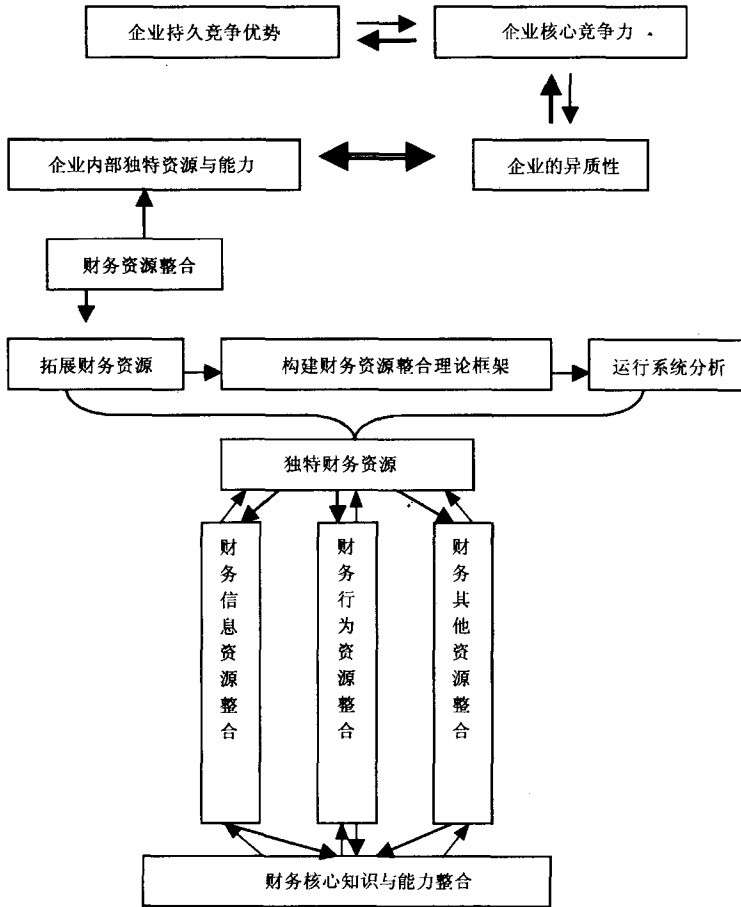 企业持久竞争优势
企业核心竞争力
企业内部独特资源与能力
企业的异质性
财务资源整合
拓展财务资源
构建财务资源整合理论框架
运行系统分析
独特财务资源
财务信息资源整合
财务行为资源整合
财务其他资源整合
财务核心知识与能力整合